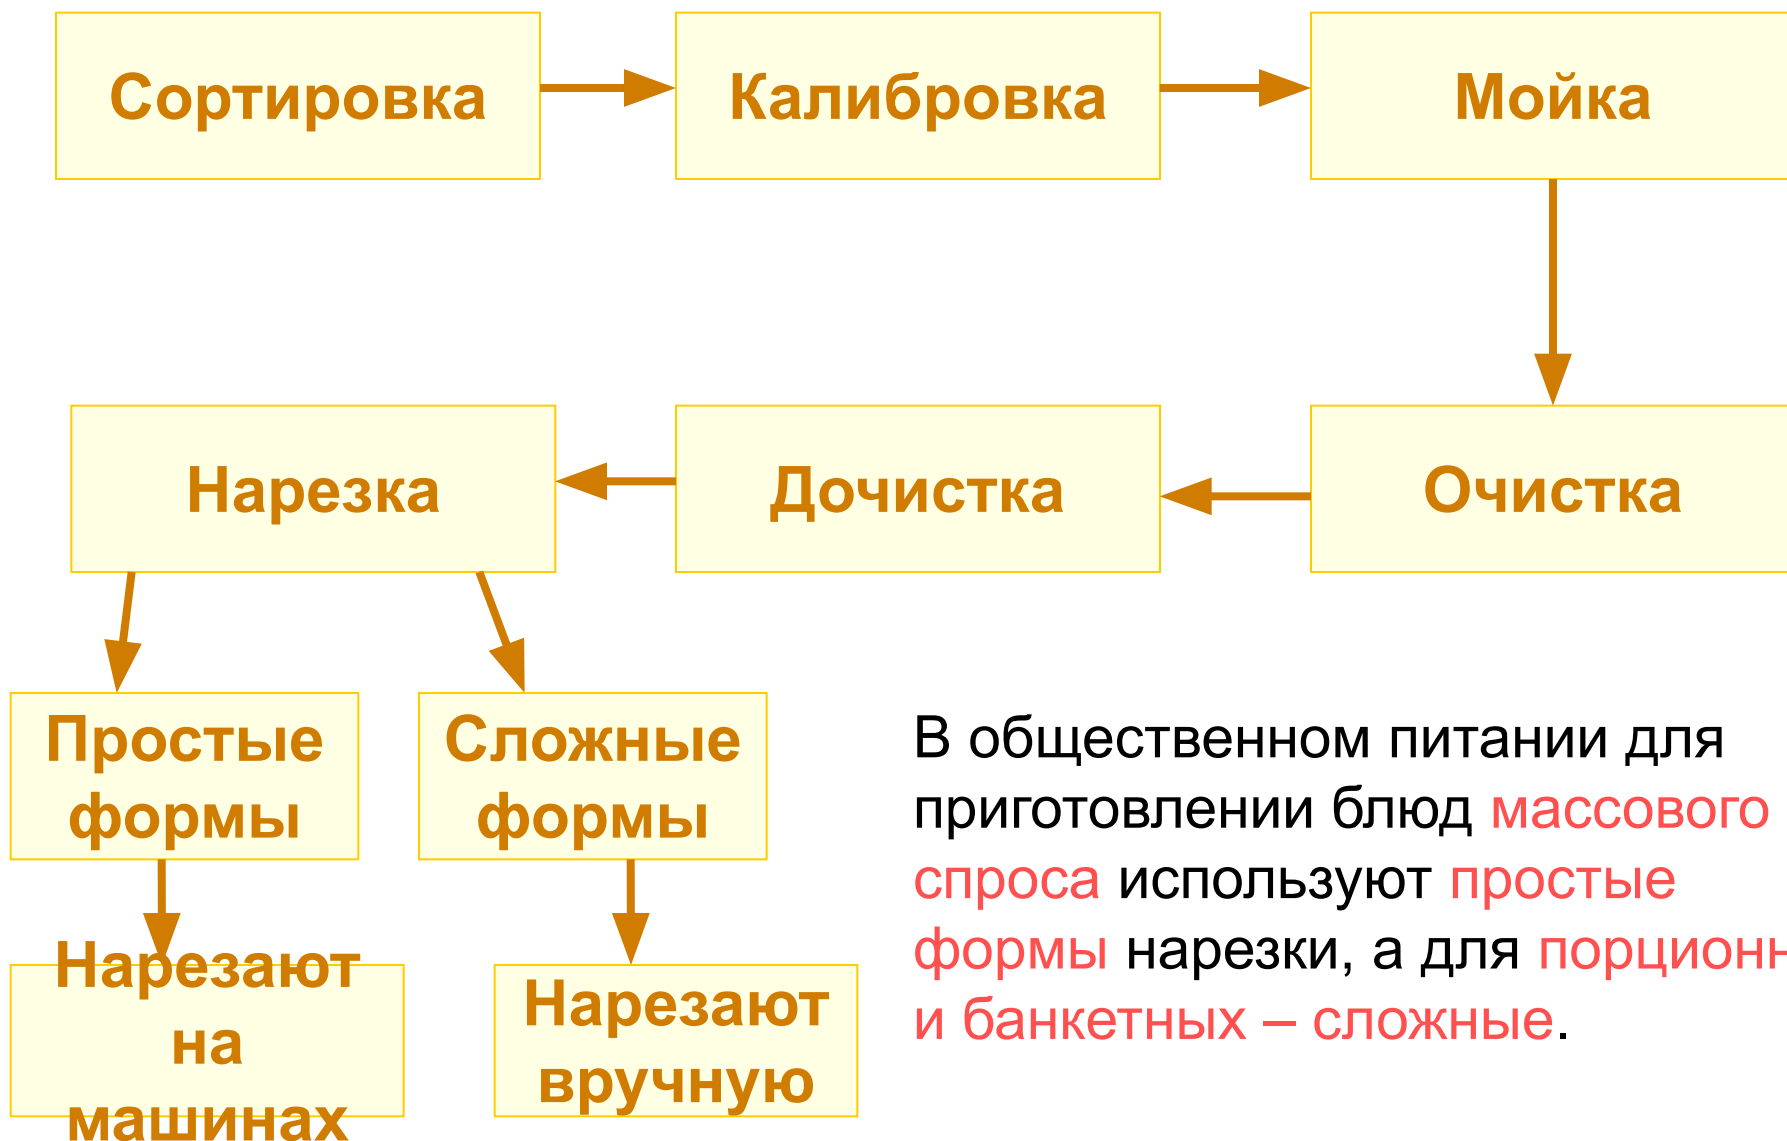 Сортировка
Калибровка
Мойка
Нарезка
Дочистка
Очистка
Простые
формы
Сложные
формы
Нарезают
на
машинах
Нарезают
вручную
В общественном питании для
приготовлении блюд массового
спроса используют простые
формы нарезки, а для
и банкетных – сложные.